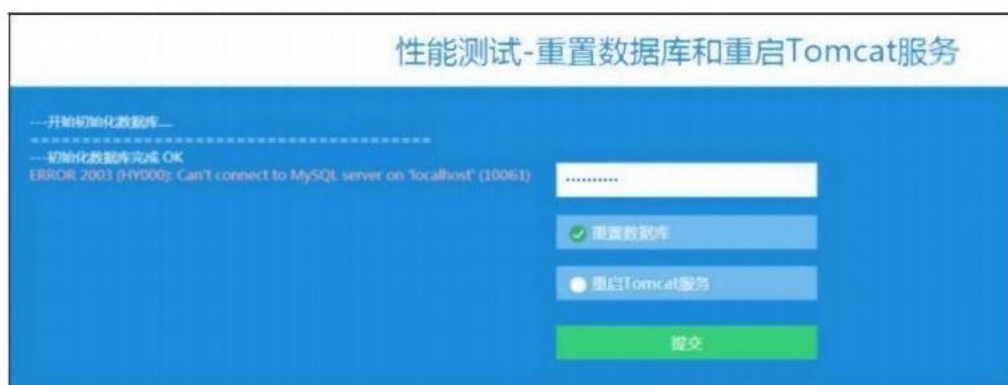 性能测试-重置数据库和重启Tomcat服务
---开始初始化数据库...
======================================
---初始化数据库完成 OK
ERROR 2003 (HY000): Can't connect to MySQL server on 'localhost' (10061)
••••••••••
重置数据库
重启Tomcat服务
提交